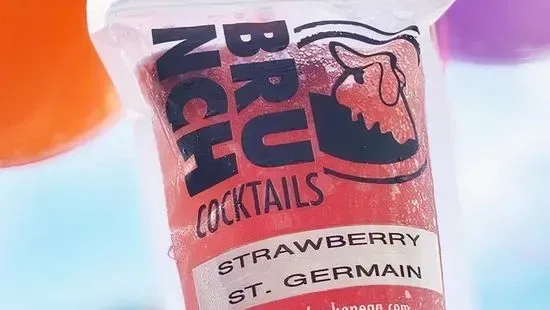 BRU
NCH
COCKTAILS
STRAWBERRY
ST. GERMAIN